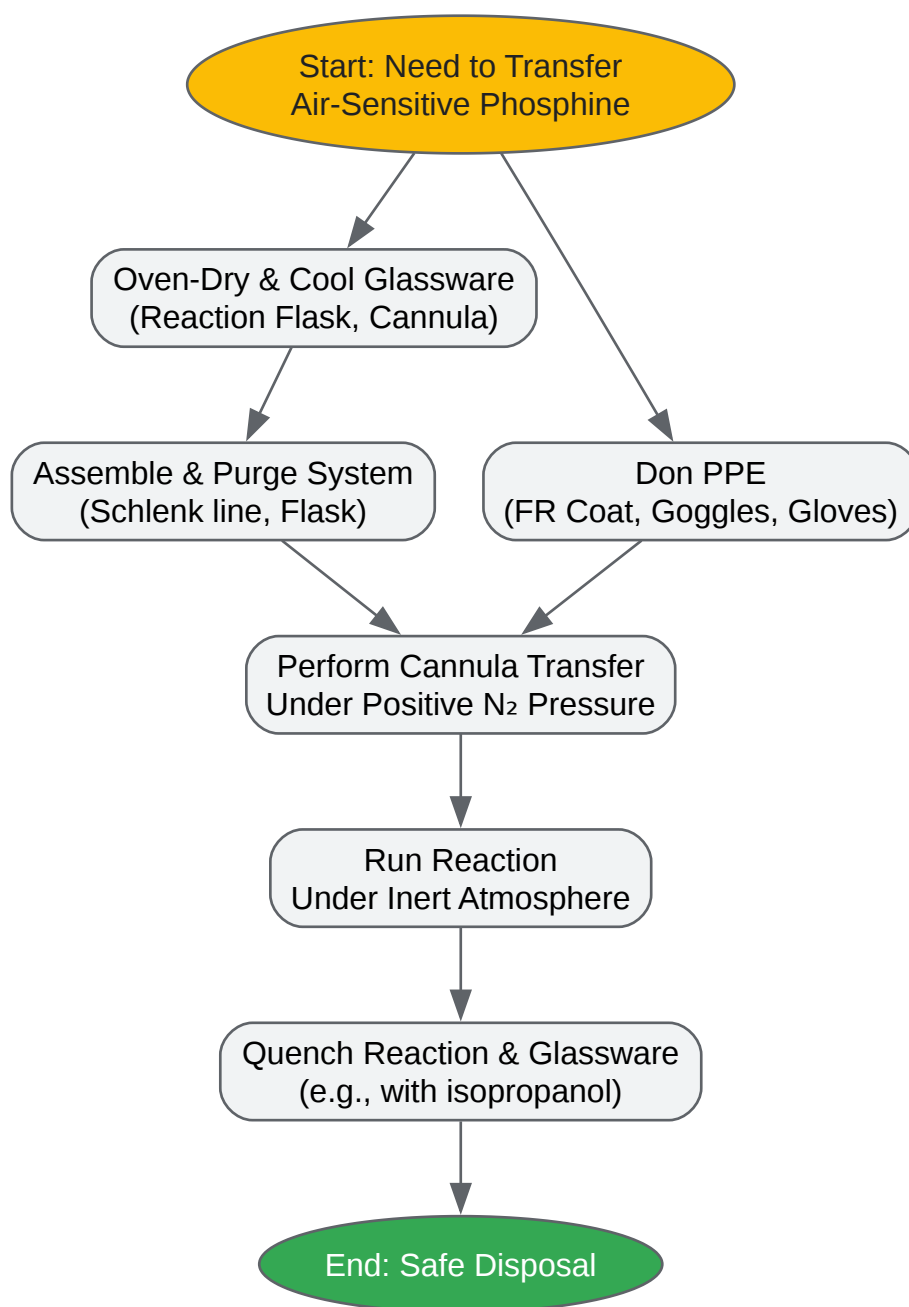 Start: Need to Transfer
Air-Sensitive Phosphine
Oven-Dry & Cool Glassware
(Reaction Flask, Cannula)
Assemble & Purge System
(Schlenk line, Flask)
Don PPE
(FR Coat, Goggles, Gloves)
Perform Cannula Transfer
Under Positive N₂ Pressure
Run Reaction
Under Inert Atmosphere
Quench Reaction & Glassware
(e.g., with isopropanol)
End: Safe Disposal